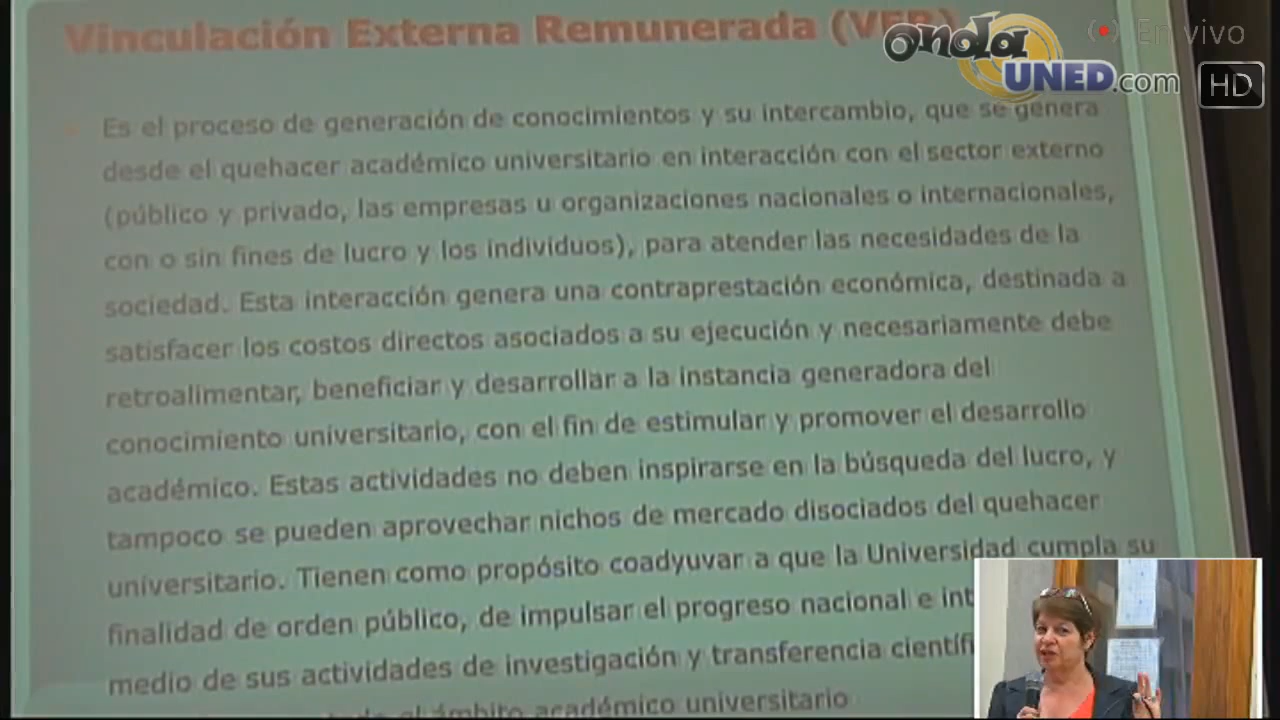 Vinculación Externa Remunerada (VER)
onda
UNED.com
En vivo
HD
Es el proceso de generación de conocimientos y su intercambio, que se genera
desde el quehacer académico universitario en interacción con el sector externo
(público y privado, las empresas u organizaciones nacionales o internacionales,
con o sin fines de lucro y los individuos), para atender las necesidades de la
sociedad. Esta interacción genera una contraprestación económica, destinada a
satisfacer los costos directos asociados a su ejecución y necesariamente debe
retroalimentar, beneficiar y desarrollar a la instancia generadora del
conocimiento universitario, con el fin de estimular y promover el desarrollo
académico. Estas actividades no deben inspirarse en la búsqueda del lucro, y
tampoco se pueden aprovechar nichos de mercado disociados del quehacer
universitario. Tienen como propósito coadyuvar a que la Universidad cumpla su
finalidad de orden público, de impulsar el progreso nacional e int
medio de sus actividades de investigación y transferencia científi
el ámbito académico universitario